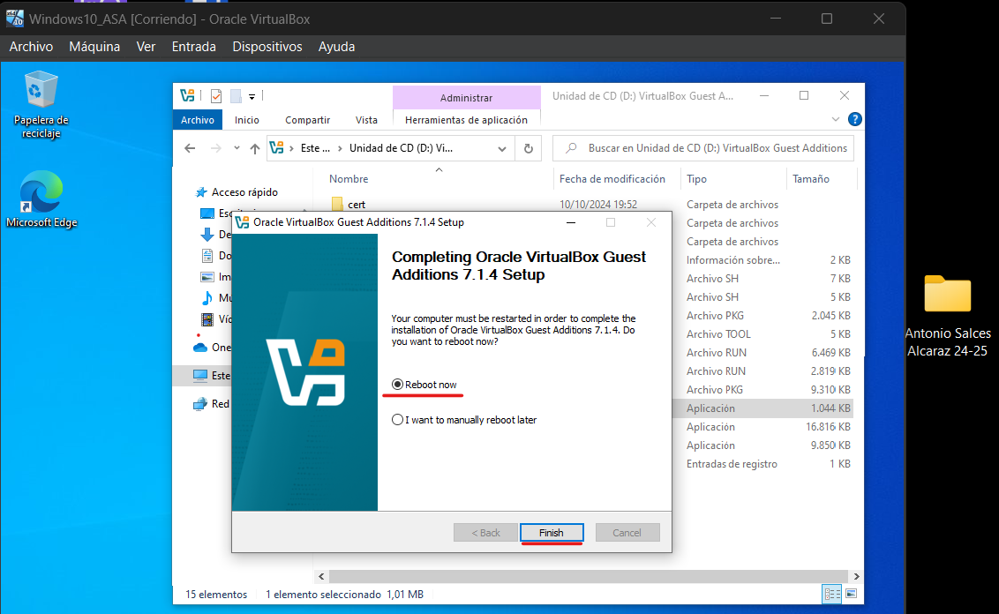 Windows10_ASA [Corriendo] - Oracle VirtualBox
Archivo Máquina Ver Entrada Dispositivos Ayuda
Papelera de
reciclaje
Microsoft Edge
Administrar
Unidad de CD (D:) VirtualBox Guest A...
Archivo Inicio Compartir Vista Herramientas de aplicación
Este ... Unidad de CD (D:) Vi...
Buscar en Unidad de CD (D:) VirtualBox Guest Additions
Nombre Fecha de modificación Tipo Tamaño
Acceso rápido
cert 10/10/2024 19:52 Carpeta de archivos
Carpeta de archivos
Carpeta de archivos
Información sobre... 2 KB
Archivo SH 7 KB
Archivo SH 5 KB
Archivo PKG 2.045 KB
Archivo TOOL 5 KB
Archivo RUN 6.469 KB
Archivo RUN 2.819 KB
Archivo PKG 9.310 KB
Aplicación 1.044 KB
Aplicación 16.816 KB
Aplicación 9.850 KB
Entradas de registro 1 KB
De
Do
Im
Mú
Víc
One
Este
Red
Oracle VirtualBox Guest Additions 7.1.4 Setup
Completing Oracle VirtualBox Guest
Additions 7.1.4 Setup
Your computer must be restarted in order to complete the
installation of Oracle VirtualBox Guest Additions 7.1.4. Do
you want to reboot now?
Reboot now
I want to manually reboot later
< Back Finish Cancel
15 elementos 1 elemento seleccionado 1,01 MB
Antonio Salces
Alcaraz 24-25